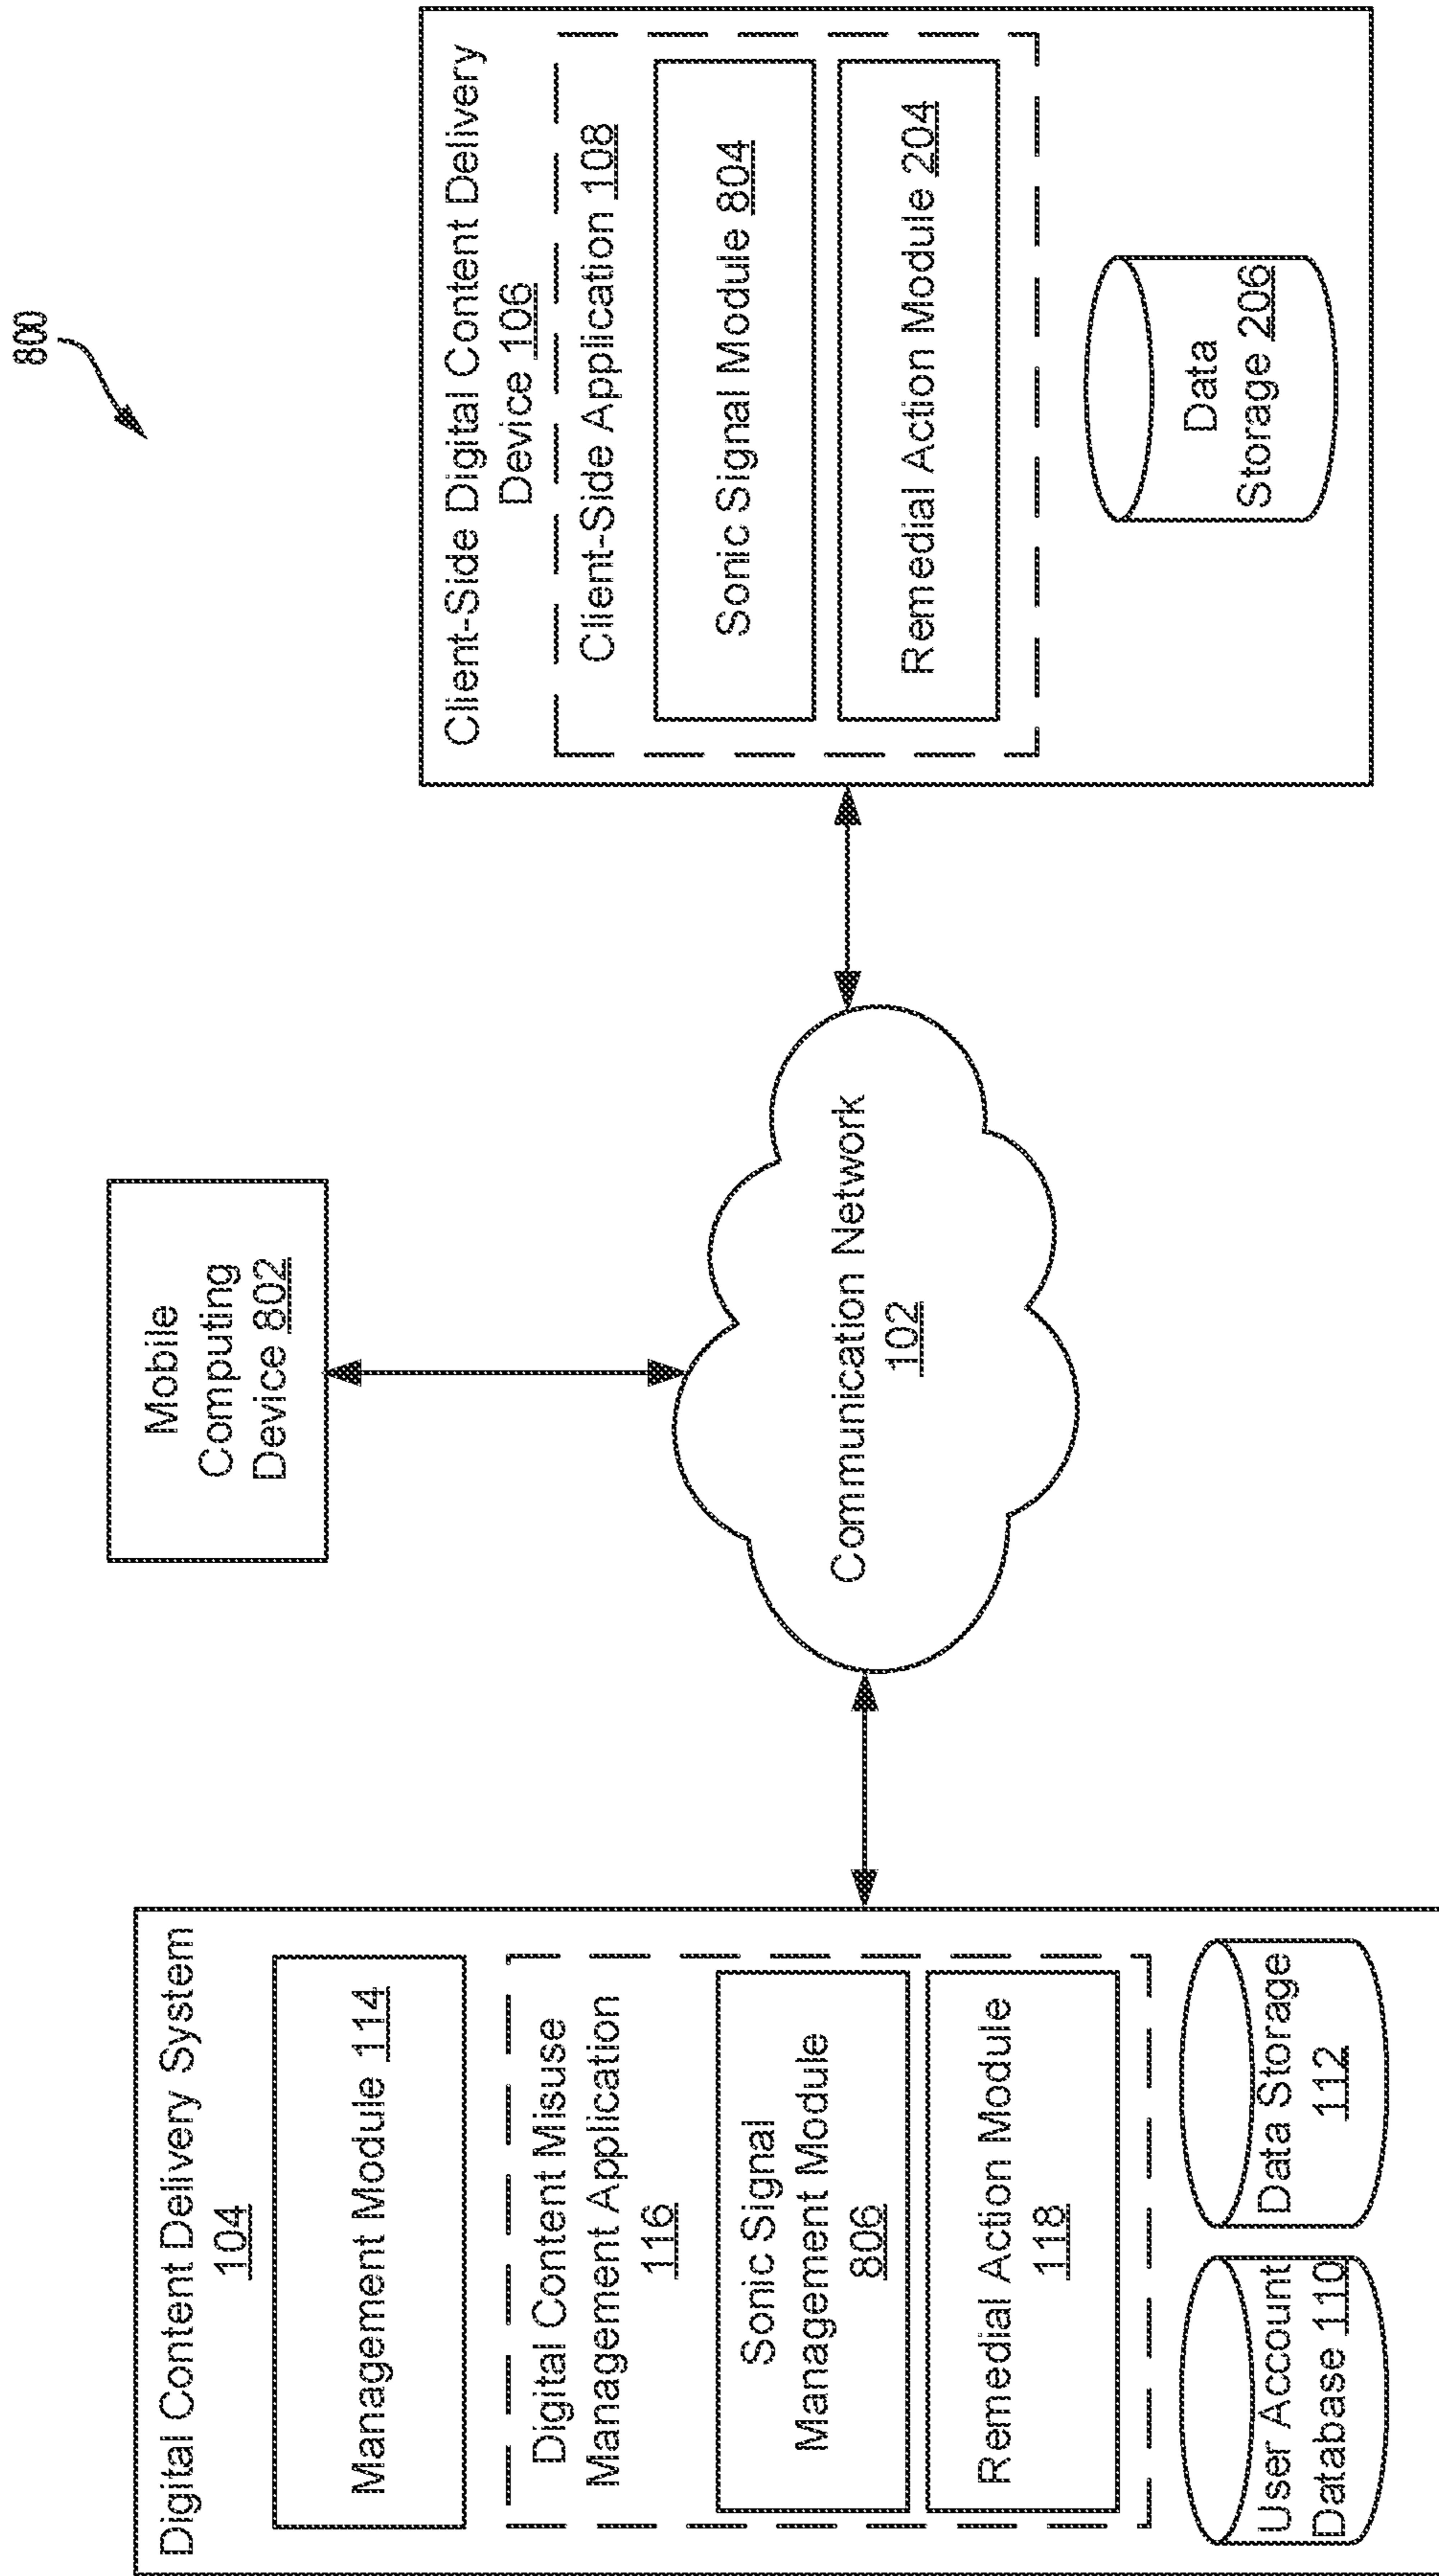 800
Digital Content Delivery System
104
Management Module 114
Digital Content Misuse
Management Application
116
Sonic Signal
Management Module
806
Remedial Action Module
118
User Account
Database 110
Data Storage
112
Mobile
Computing
Device 802
Communication Network
102
Client-Side Digital Content Delivery
Device 106
Client-Side Application 108
Sonic Signal Module 804
Remedial Action Module 204
Data
Storage 206